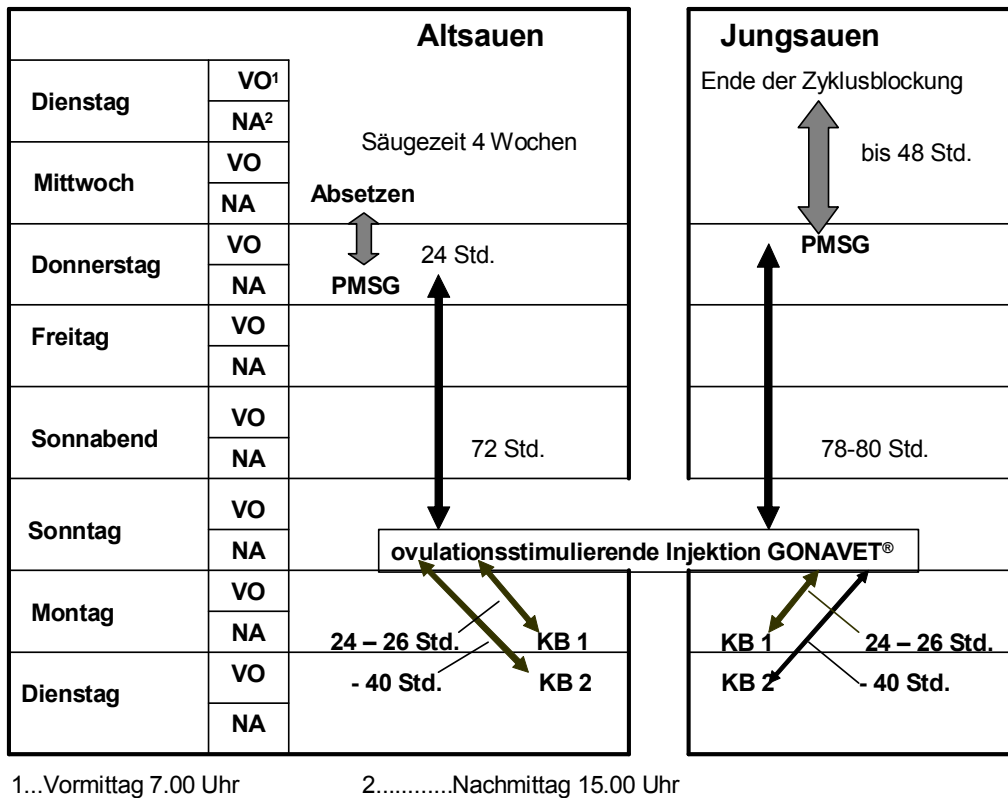 Altsauen Jungsauen
Dienstag VO¹ Ende der Zyklusblockung
NA²
Säugezeit 4 Wochen bis 48 Std.
Mittwoch VO
NA Absetzen
Donnerstag VO 24 Std. PMSG
NA PMSG
Freitag VO
NA
Sonnabend VO
NA 72 Std. 78-80 Std.
Sonntag VO
NA ovulationsstimulierende Injektion GONAVET®
Montag VO
NA 24 – 26 Std. KB 1 KB 1 24 – 26 Std.
Dienstag VO - 40 Std. KB 2 KB 2 - 40 Std.
NA
1...Vormittag 7.00 Uhr 2............Nachmittag 15.00 Uhr